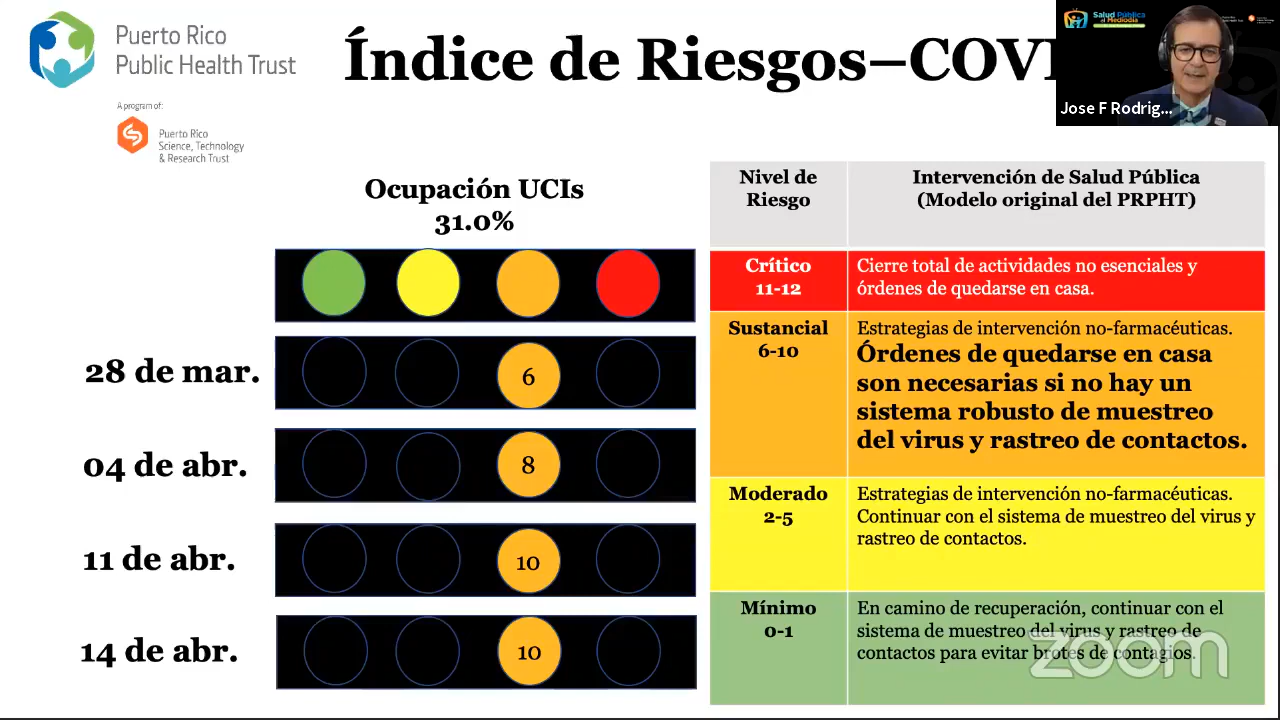 Puerto Rico
Public Health Trust
A program of:
Puerto Rico
Science, Technology
& Research Trust
Índice de Riesgos–COV
Salud Pública
al Mediodía
Jose F Rodrig...
Ocupación UCIs
31.0%
28 de mar.
6
04 de abr.
8
11 de abr.
10
14 de abr.
10
Nivel de
Riesgo
Intervención de Salud Pública
(Modelo original del PRPHT)
Crítico
11-12
Cierre total de actividades no esenciales y
órdenes de quedarse en casa.
Sustancial
6-10
Estrategias de intervención no-farmacéuticas.
Órdenes de quedarse en casa
son necesarias si no hay un
sistema robusto de muestreo
del virus y rastreo de contactos.
Moderado
2-5
Estrategias de intervención no-farmacéuticas.
Continuar con el sistema de muestreo del virus y
rastreo de contactos.
Mínimo
0-1
En camino de recuperación, continuar con el
sistema de muestreo del virus y rastreo de
contactos para evitar brotes de contagios.
zoom